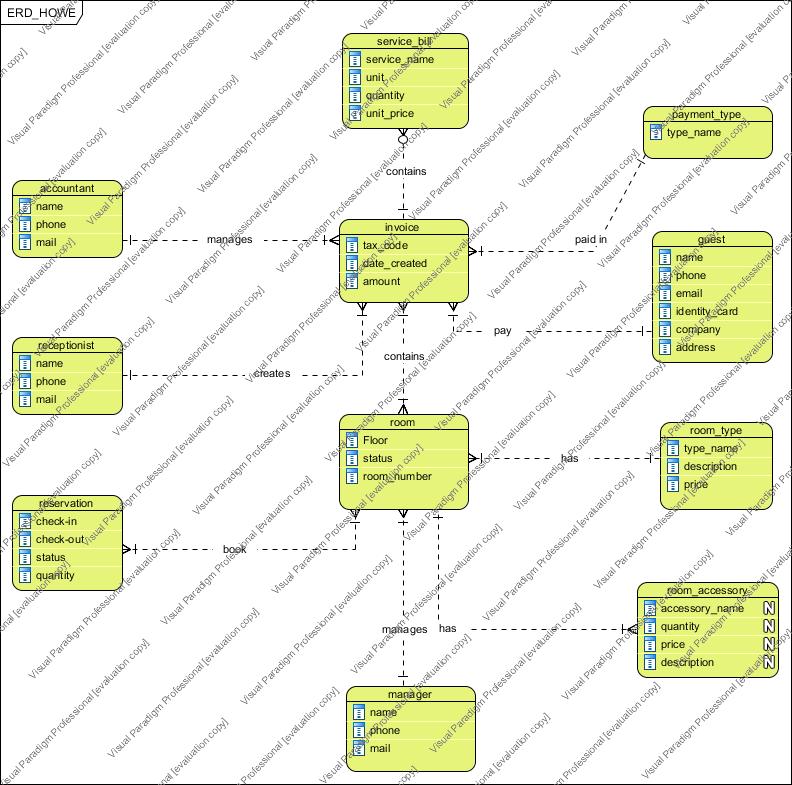 ERD_HOWE
service_bill
service_name
unit
quantity
unit_price
payment_type
type_name
contains
accountant
name
phone
mail
manages
invoice
tax_code
date_created
amount
paid in
guest
name
phone
email
identity_card
company
address
pay
receptionist
name
phone
mail
creates
contains
room
Floor
status
room_number
has
room_type
type_name
description
price
reservation
check-in
check-out
status
quantity
book
manages
has
room_accessory
accessory_name N
quantity N
price N
description N
manager
name
phone
mail
Visual Paradigm Professional [evaluation copy]